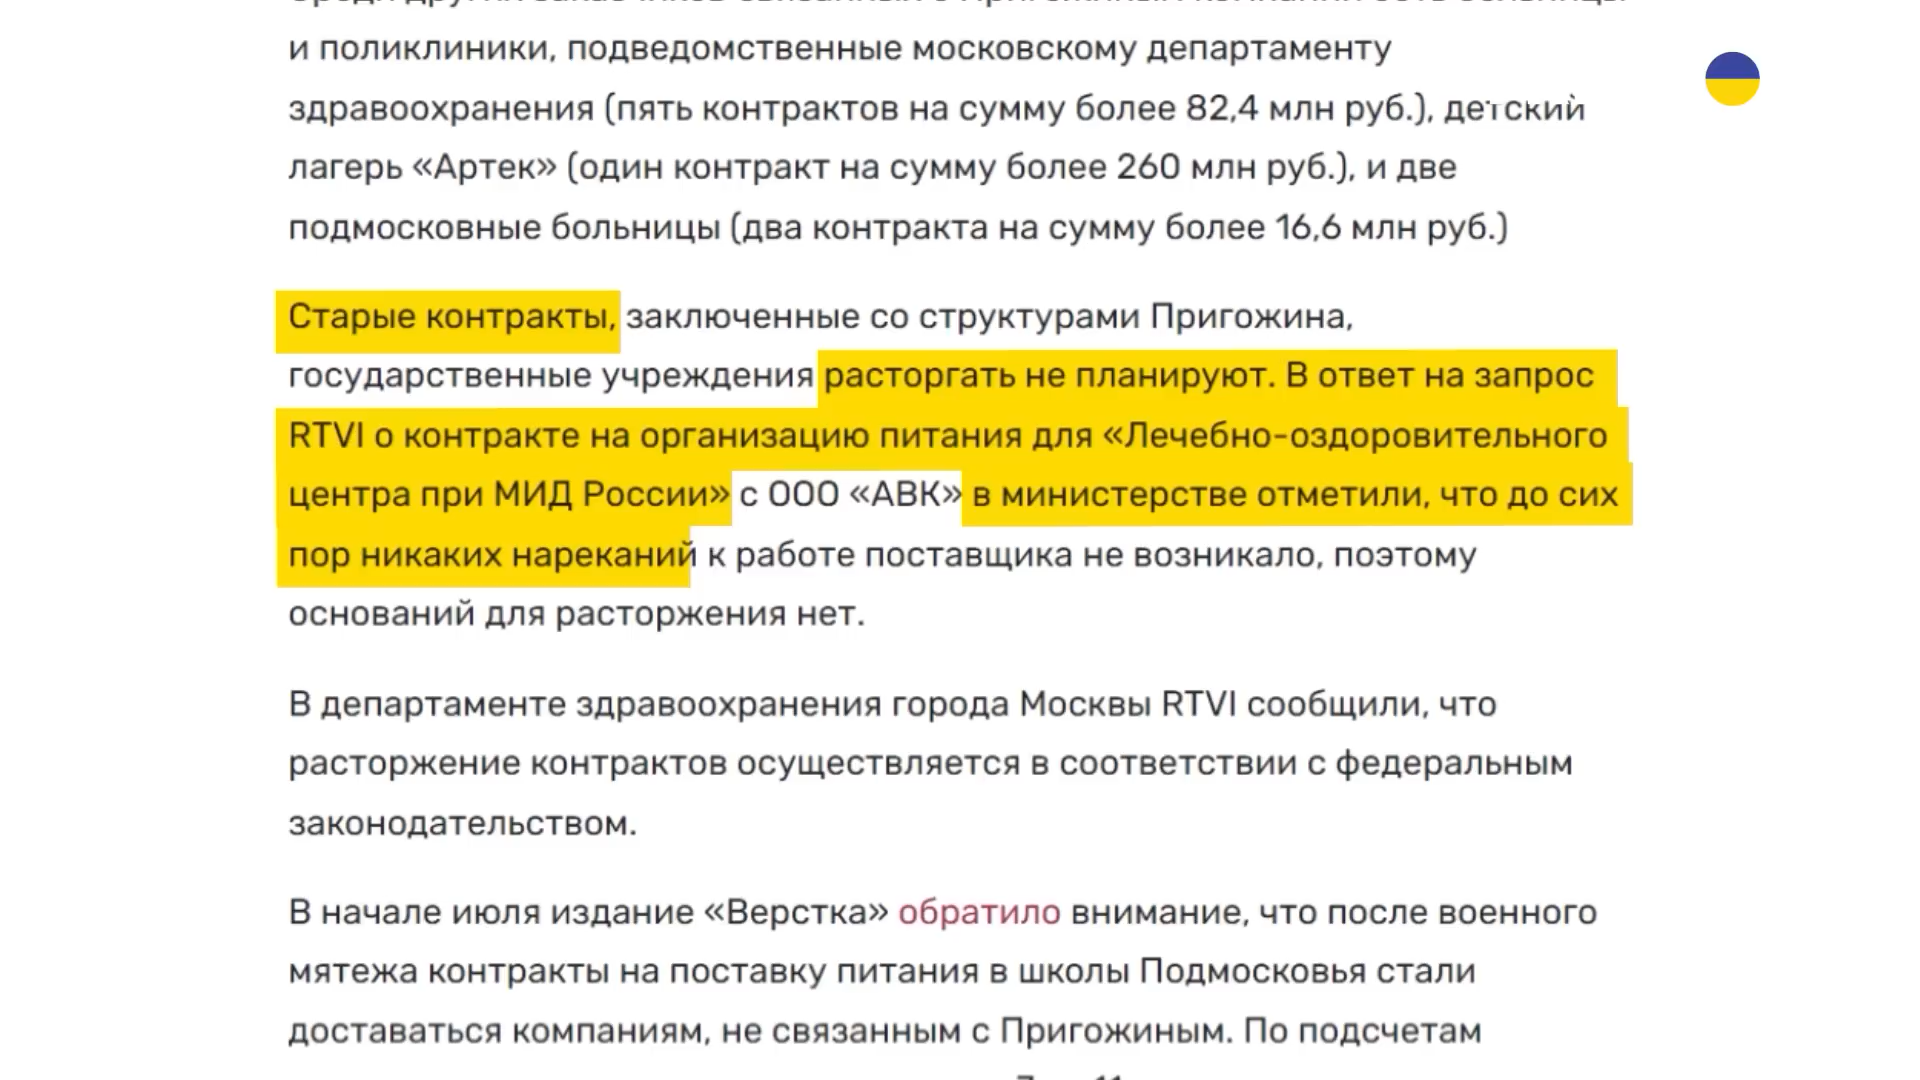 и поликлиники, подведомственные московскому департаменту
здравоохранения (пять контрактов на сумму более 82,4 млн руб.), детский
лагерь «Артек» (один контракт на сумму более 260 млн руб.), и две
подмосковные больницы (два контракта на сумму более 16,6 млн руб.)
Старые контракты, заключенные со структурами Пригожина,
государственные учреждения расторгать не планируют. В ответ на запрос
RTVI о контракте на организацию питания для «Лечебно-оздоровительного
центра при МИД России» с ООО «АВК» в министерстве отметили, что до сих
пор никаких нареканий к работе поставщика не возникало, поэтому
оснований для расторжения нет.
В департаменте здравоохранения города Москвы RTVI сообщили, что
расторжение контрактов осуществляется в соответствии с федеральным
законодательством.
В начале июля издание «Верстка» обратило внимание, что после военного
мятежа контракты на поставку питания в школы Подмосковья стали
доставаться компаниям, не связанным с Пригожиным. По подсчетам